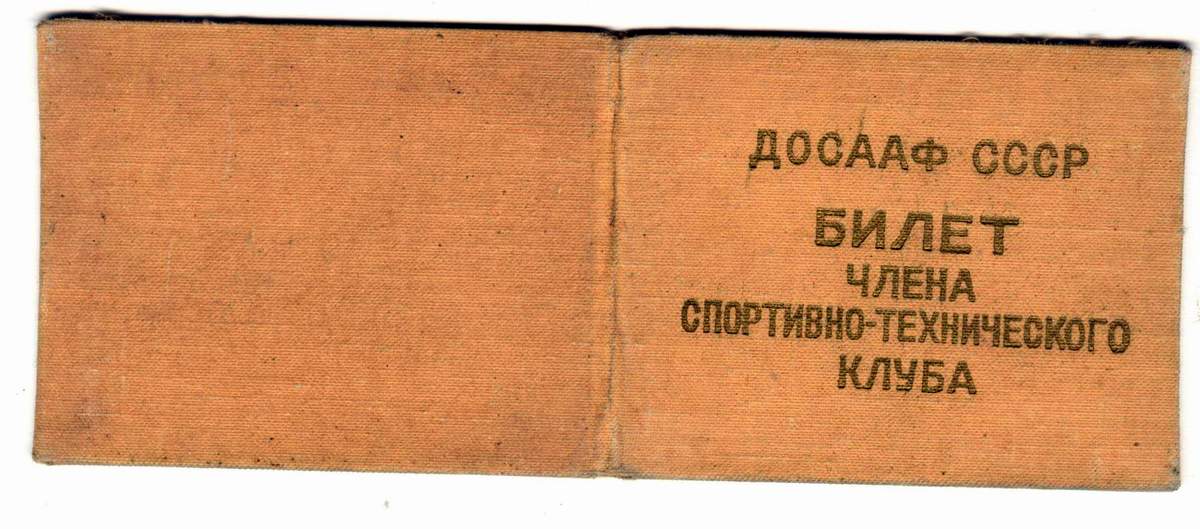 ДОСААФ СССР
БИЛЕТ
ЧЛЕНА
СПОРТИВНО-ТЕХНИЧЕСКОГО
КЛУБА